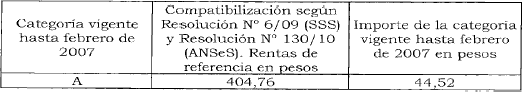 Categoría vigente
hasta febrero de
2007
Compatibilización según
Resolución Nº 6/09 (SSS)
y Resolución Nº 130/10
(ANSeS). Rentas de
referencia en pesos
Importe de la categoría
vigente hasta febrero
de 2007 en pesos
A
404,76
44,52